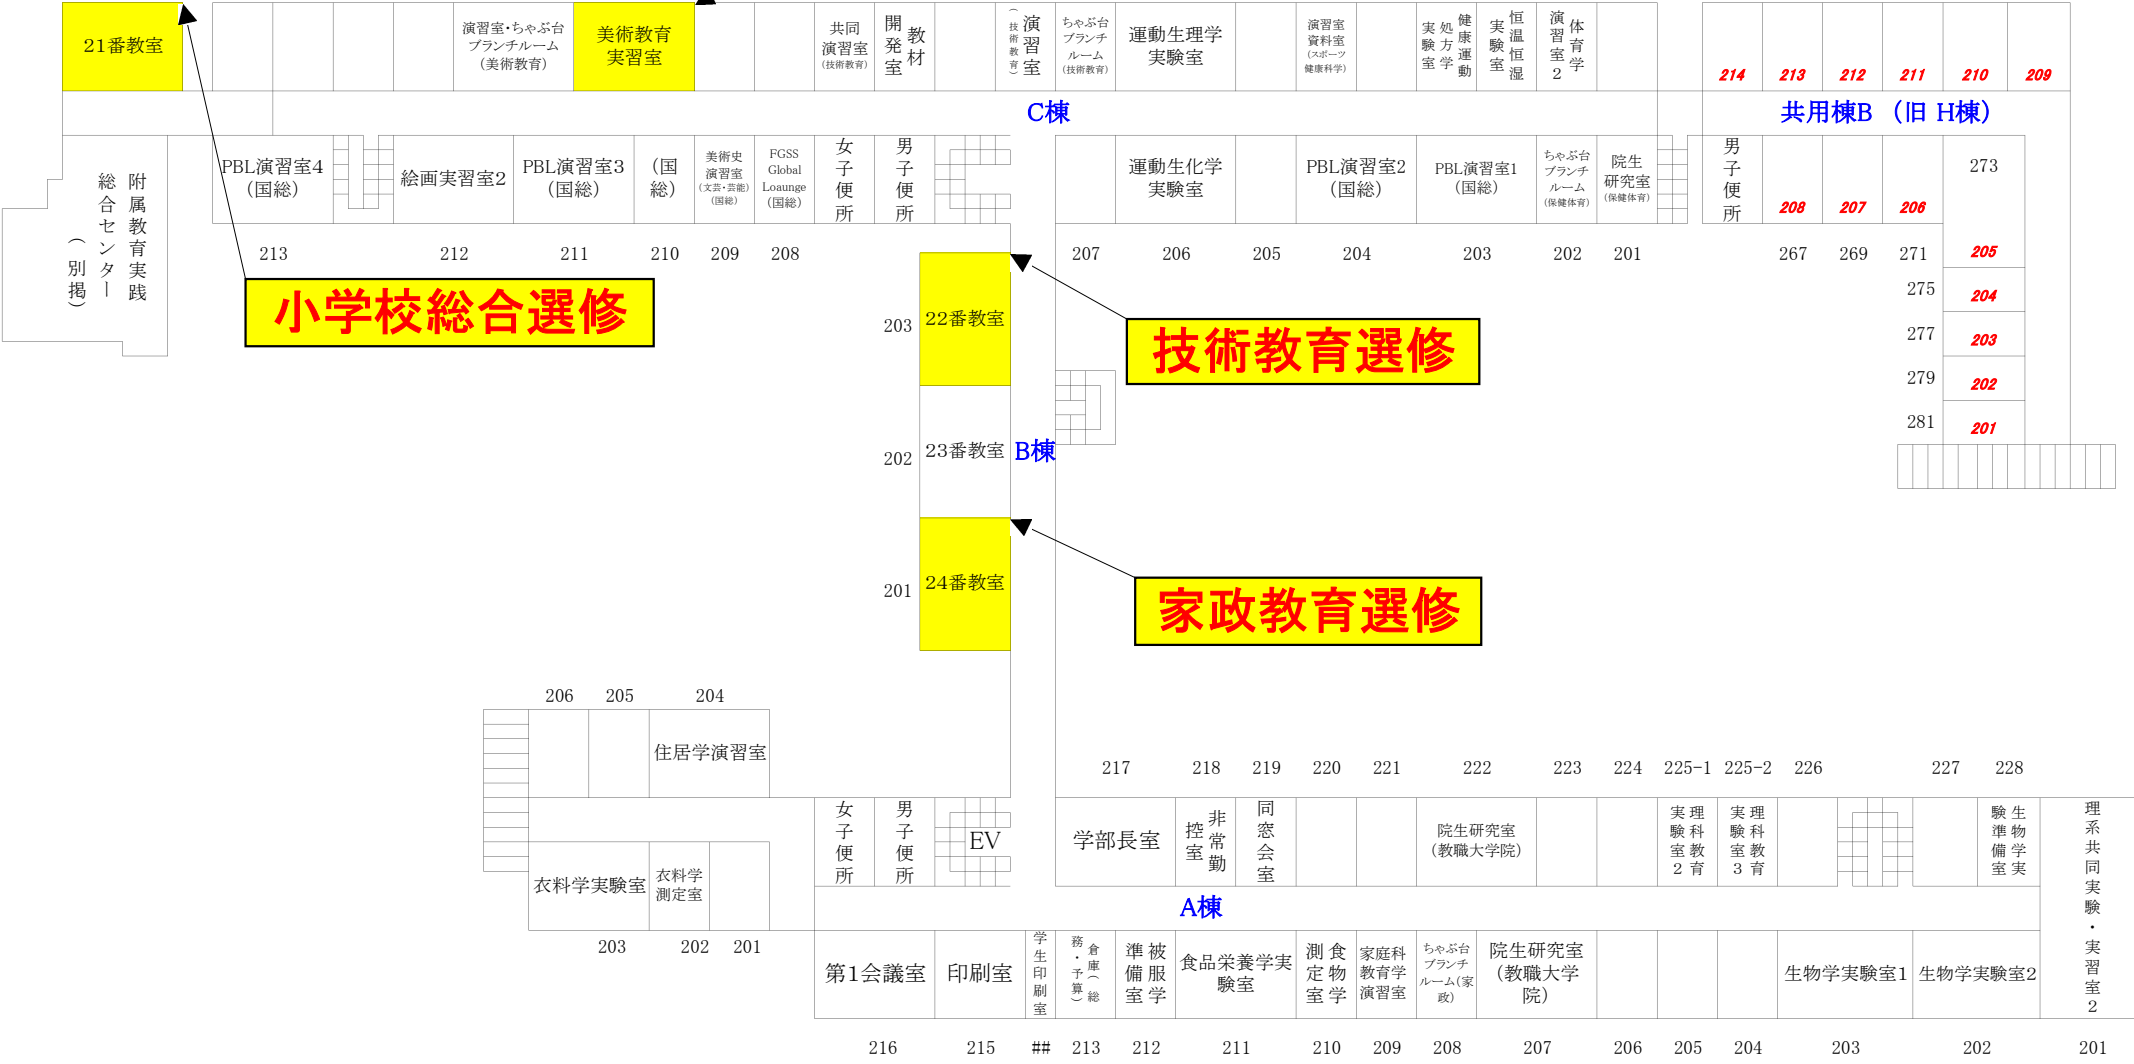 21番教室
演習室・ちゃぶ台
ブランチルーム
（美術教育）
美術教育
実習室
共同
演習室
（技術教育）
教材
開発室
演習室
（技術教育）
ちゃぶ台
ブランチ
ルーム
（技術教育）
運動生理学
実験室
演習室
資料室
（スポーツ
健康科学）
健康運動
処方学
実験室
恒温恒湿
実験室
体育学
演習室2
214
213
212
211
210
209
C棟
共用棟B （旧 H棟）
附属教育実践
総合センター
（別掲）
PBL演習室4
（国総）
絵画実習室2
PBL演習室3
（国総）
（国
総）
美術史
演習室
（文芸・芸能）
（国総）
FGSS
Global
Loaunge
（国総）
女子便所
男子便所
運動生化学
実験室
PBL演習室2
（国総）
PBL演習室1
（国総）
ちゃぶ台
ブランチ
ルーム
（保健体育）
院生
研究室
（保健体育）
男子便所
208
207
206
273
213
212
211
210
209
208
207
206
205
204
203
202
201
267
269
271
205
275
204
277
203
279
202
281
201
小学校総合選修
203
22番教室
技術教育選修
202
23番教室
B棟
201
24番教室
家政教育選修
206
205
204
住居学演習室
217
218
219
220
221
222
223
224
225-1
225-2
226
227
228
女子便所
男子便所
EV
学部長室
非常勤
控室
同窓会室
院生研究室
（教職大学院）
理科教育
実験室2
理科教育
実験室3
生物学実
験準備室
理系共同実験・実習室2
衣料学実験室
衣料学
測定室
A棟
203
202
201
第1会議室
印刷室
学生印刷室
倉庫（総
務・予算）
被服学
準備室
食品栄養学実
験室
食物学
測定室
家庭科
教育学
演習室
ちゃぶ台
ブランチ
ルーム（家
政）
院生研究室
（教職大学
院）
生物学実験室1
生物学実験室2
216
215
##
213
212
211
210
209
208
207
206
205
204
203
202
201